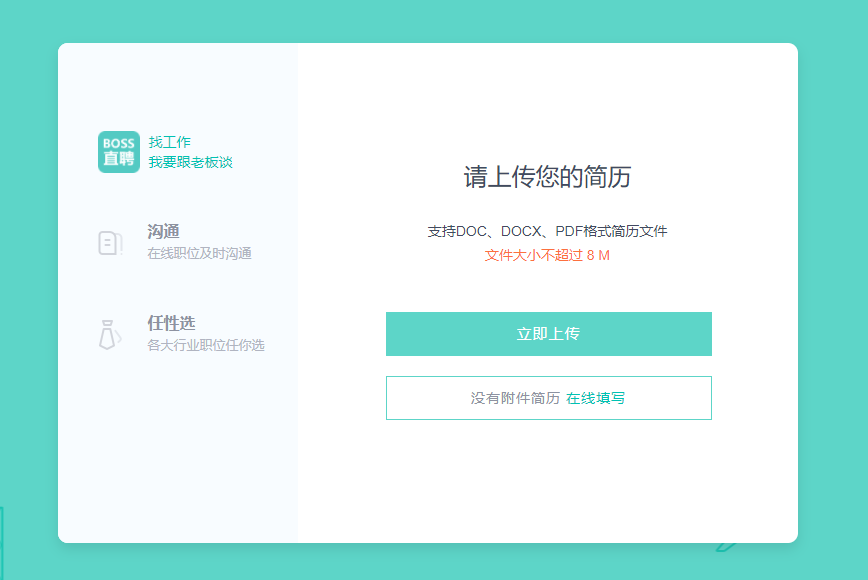 BOSS
直聘
找工作
我要跟老板谈
沟通
在线职位及时沟通
任性选
各大行业职位任你选
请上传您的简历
支持DOC、DOCX、PDF格式简历文件
文件大小不超过 8 M
立即上传
没有附件简历 在线填写